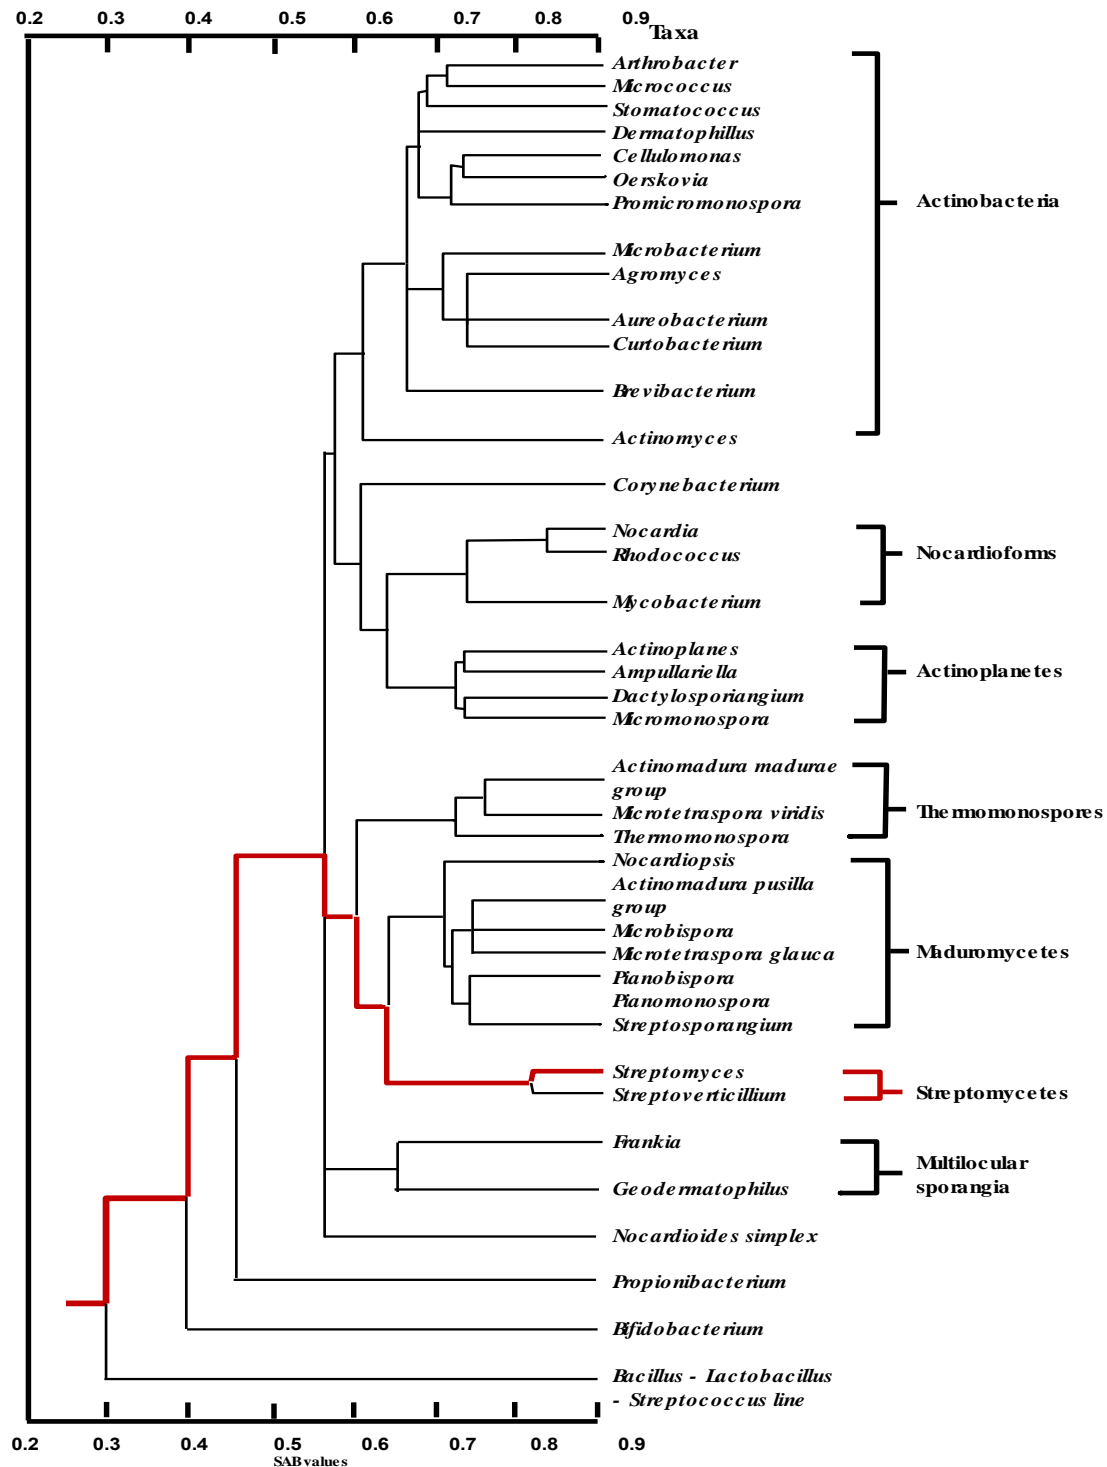 0.2 0.3 0.4 0.5 0.6 0.7 0.8 0.9
Taxa
Arthrobacter
Micrococcus
Stomatococcus
Dermatophillus
Cellulomonas
Oerskovia
Promicromonospora
Actinobacteria
Microbacterium
Agromyces
Aureobacterium
Curtobacterium
Brevibacterium
Actinomyces
Corynebacterium
Nocardia
Rhodococcus
Nocardioforms
Mycobacterium
Actinoplanes
Ampullariella
Actinoplanetes
Dactylosporiangium
Micromonospora
Actinomadura madurae
group
Microtetraspora viridis
Thermomonospores
Thermomonospora
Nocardiopsis
Actinomadura pusilla
group
Microbispora
Microtetraspora glauca
Maduromycetes
Pianobispora
Pianomonospora
Streptosporangium
Streptomyces
Streptoverticillium
Streptomycetes
Frankia
Multilocular
sporangia
Geodermatophilus
Nocardioides simplex
Propionibacterium
Bifidobacterium
Bacillus - Lactobacillus
- Streptococcus line
0.2 0.3 0.4 0.5 0.6 0.7 0.8 0.9
SAB values